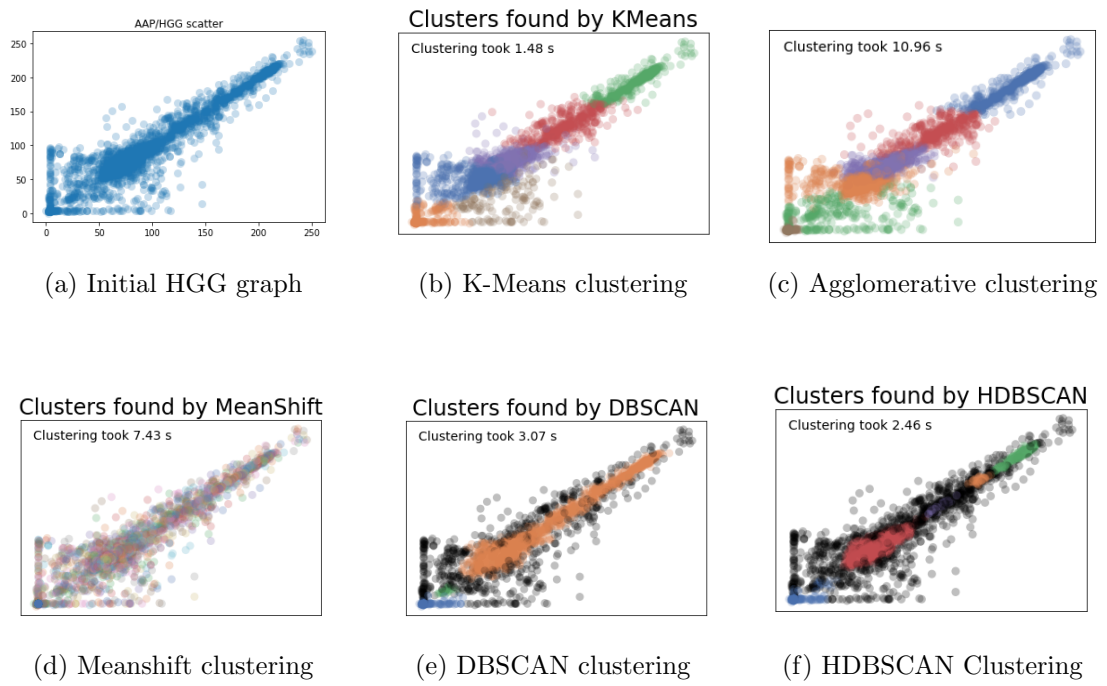 AAP/HGG scatter
250
200
150
100
50
0
0 50 100 150 200 250
(a) Initial HGG graph
Clusters found by KMeans
Clustering took 1.48 s
(b) K-Means clustering
Clustering took 10.96 s
(c) Agglomerative clustering
Clusters found by MeanShift
Clustering took 7.43 s
(d) Meanshift clustering
Clusters found by DBSCAN
Clustering took 3.07 s
(e) DBSCAN clustering
Clusters found by HDBSCAN
Clustering took 2.46 s
(f) HDBSCAN Clustering